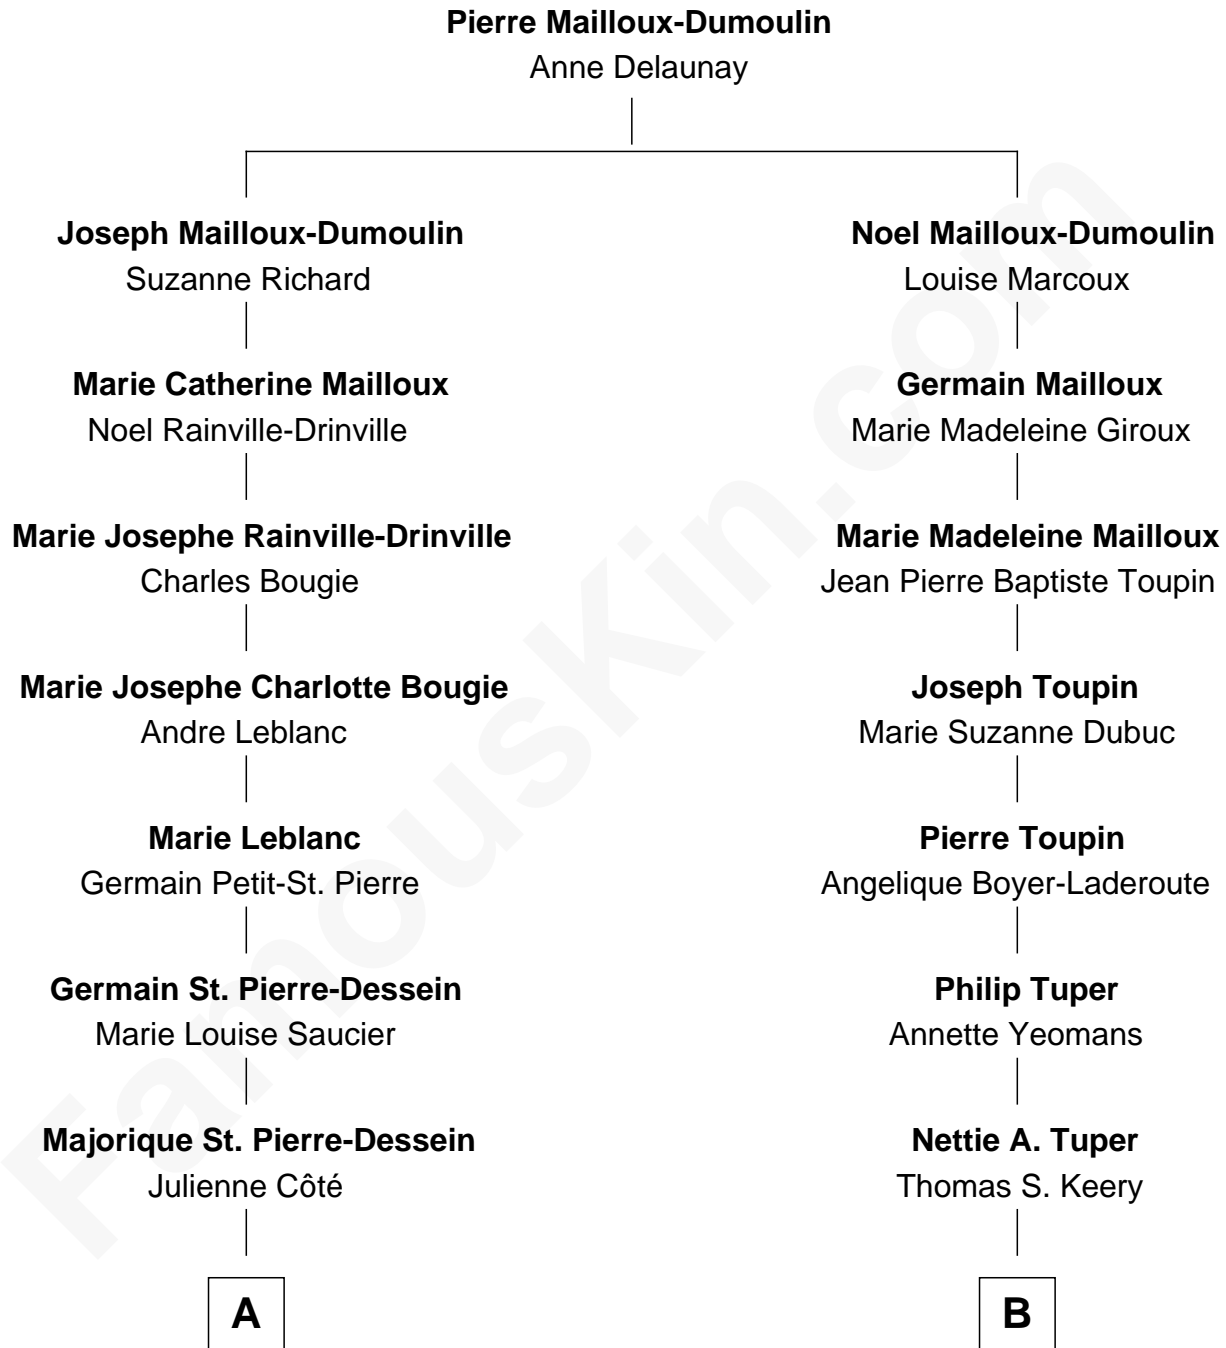 Pierre Mailloux-Dumoulin
Anne Delaunay
Joseph Mailloux-Dumoulin
Suzanne Richard
Noel Mailloux-Dumoulin
Louise Marcoux
Marie Catherine Mailloux
Noel Rainville-Drinville
Germain Mailloux
Marie Madeleine Giroux
Marie Josephe Rainville-Drinville
Charles Bougie
Marie Madeleine Mailloux
Jean Pierre Baptiste Toupin
Marie Josephe Charlotte Bougie
Andre Leblanc
Joseph Toupin
Marie Suzanne Dubuc
Marie Leblanc
Germain Petit-St. Pierre
Pierre Toupin
Angelique Boyer-Laderoute
Germain St. Pierre-Dessein
Marie Louise Saucier
Philip Tuper
Annette Yeomans
Majorique St. Pierre-Dessein
Julienne Côté
Nettie A. Tuper
Thomas S. Keery
A
B
FamousKin.com